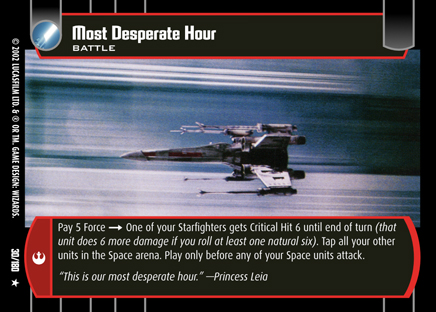 Most Desperate Hour
BATTLE
© 2002 LUCASFILM LTD. & ® OR TM. GAME DESIGN: WIZARDS.
30/180 ★
Pay 5 Force → One of your Starfighters gets Critical Hit 6 until end of turn (that
unit does 6 more damage if you roll at least one natural six). Tap all your other
units in the Space arena. Play only before any of your Space units attack.
"This is our most desperate hour." —Princess Leia